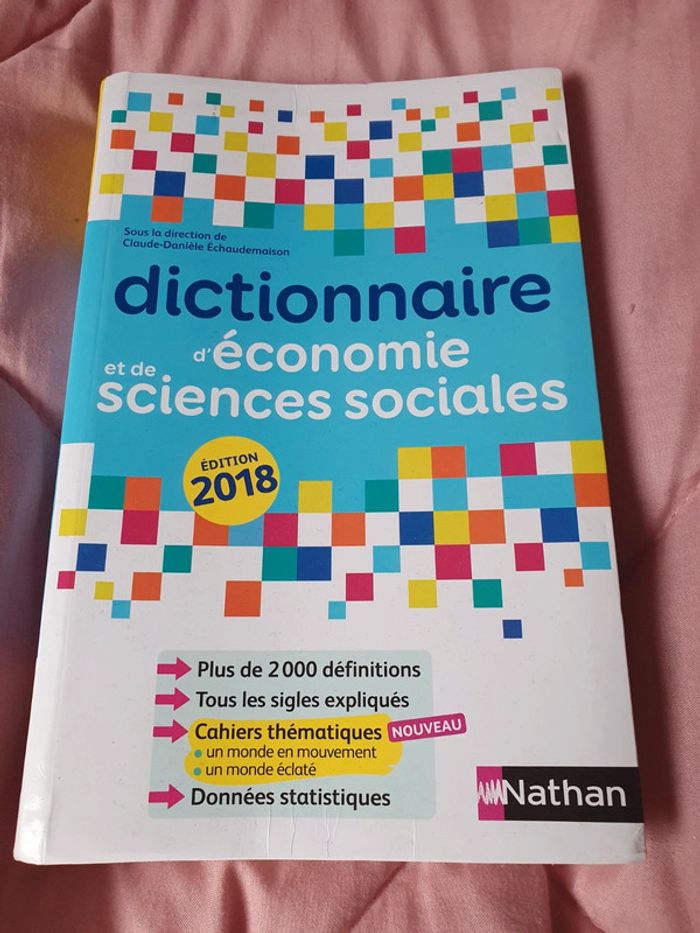 Sous la direction de
Claude-Danièle Échaudemaison
dictionnaire
d'économie
et de
sciences sociales
ÉDITION
2018
Plus de 2 000 définitions
Tous les sigles expliqués
Cahiers thématiques NOUVEAU
un monde en mouvement
un monde éclaté
Données statistiques
Nathan